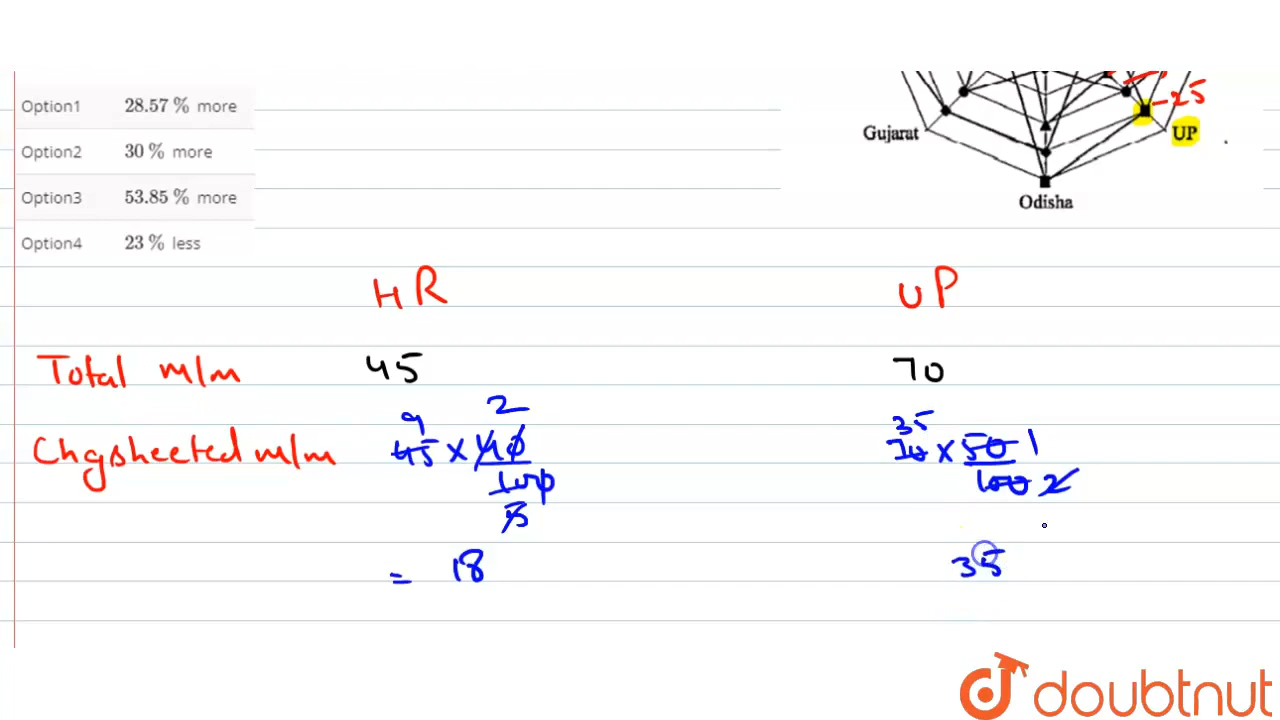 Option1 28.57 % more
Option2 30 % more
Option3 53.85 % more
Option4 23 % less
-25
Gujarat
UP
Odisha
HR UP
Total m/m 45 70
9 2 35
Chgsheeted m/m 45 x 40 70 x 50 1
100 100 2
5
= 18 35
doubtnut